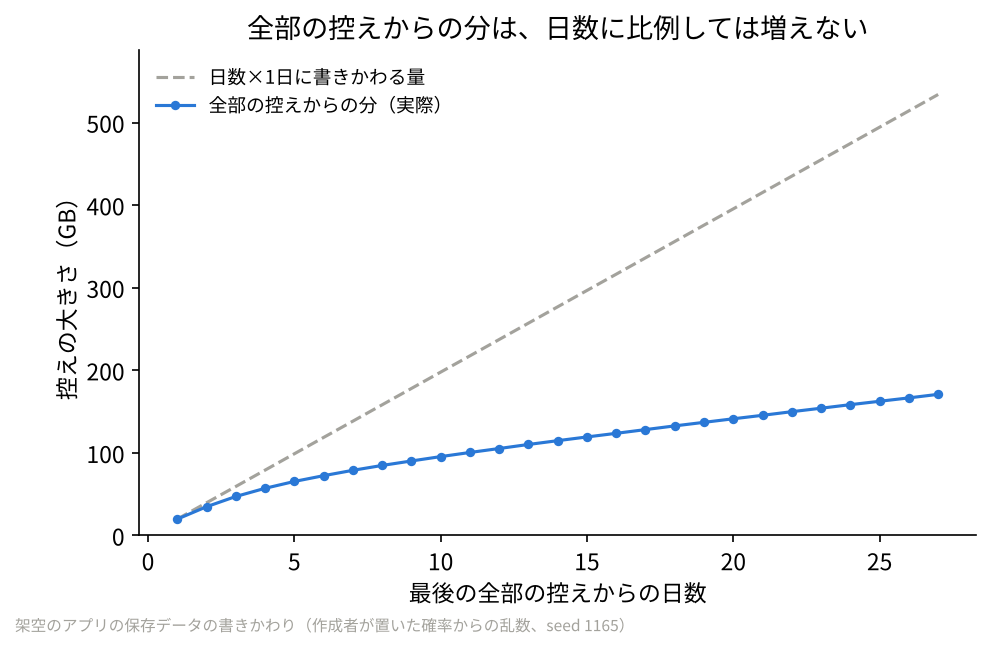 全部の控えからの分は、日数に比例しては増えない
日数×1日に書きかわる量
全部の控えからの分（実際）
控えの大きさ（GB）
500
400
300
200
100
0
0 5 10 15 20 25
最後の全部の控えからの日数
架空のアプリの保存データの書きかわり（作成者が置いた確率からの乱数、seed 1165）